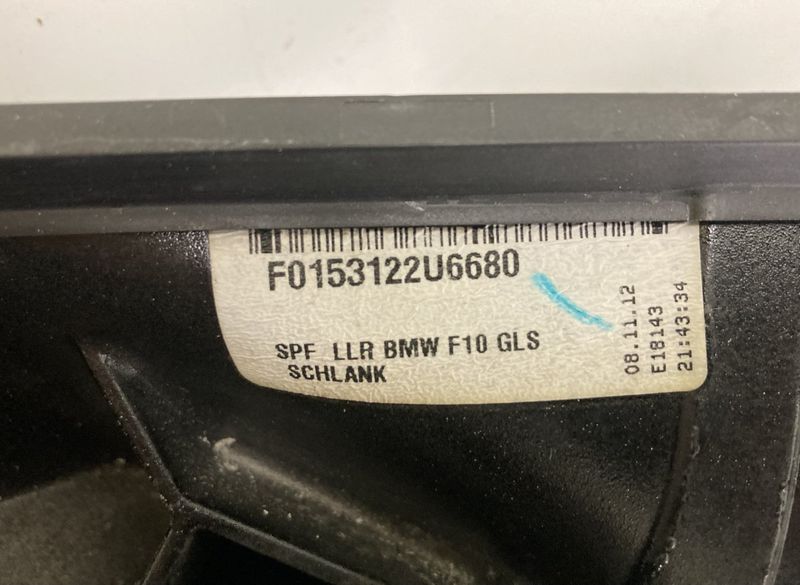 F0153122U6680
SPF LLR BMW F10 GLS
SCHLANK
08.11.12
E18143
21:43:34